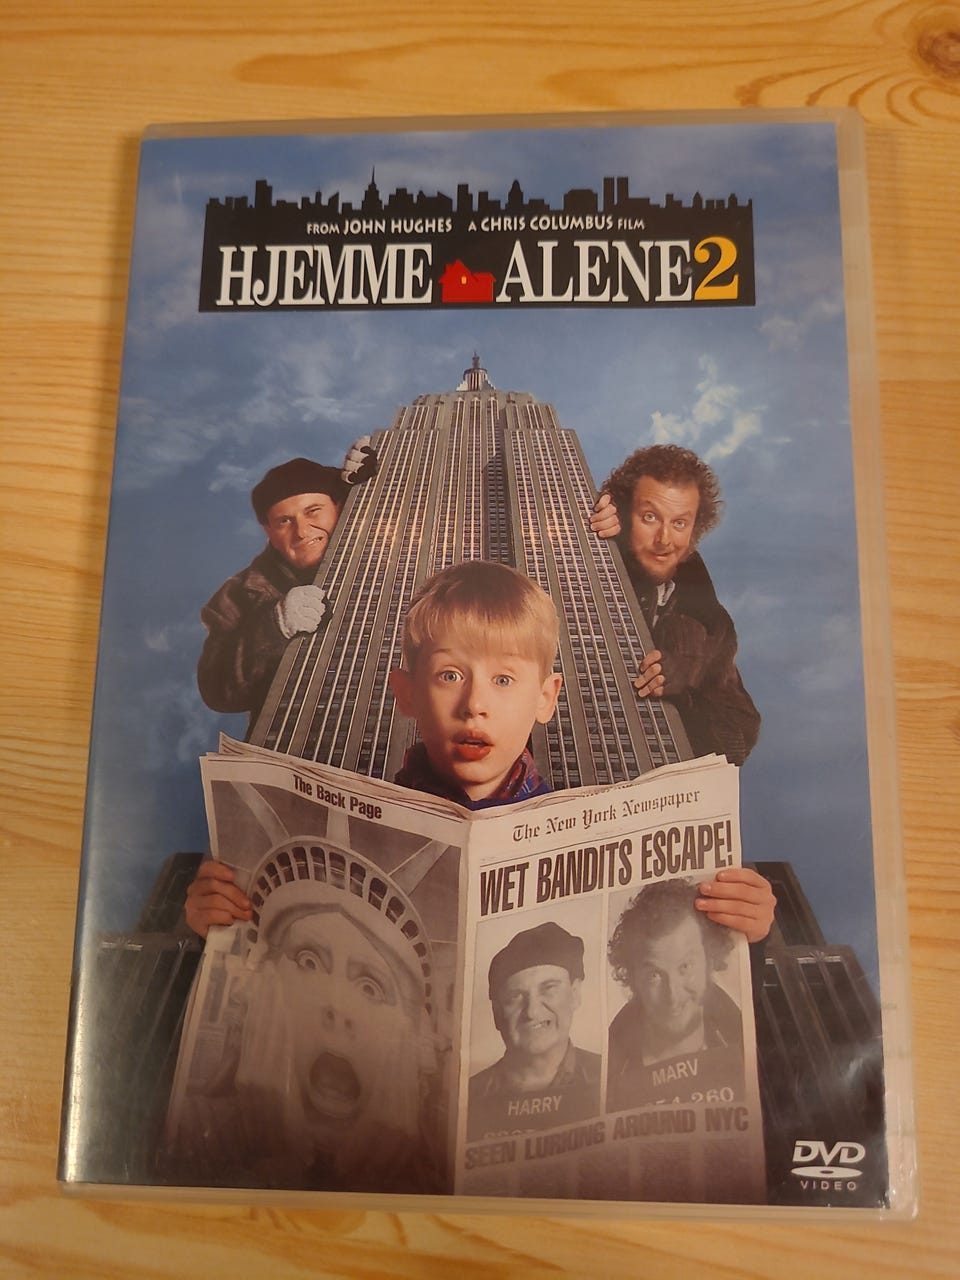 FROM JOHN HUGHES A CHRIS COLUMBUS FILM
HJEMME ALENE 2
The Back Page
The New York Newspaper
WET BANDITS ESCAPE!
HARRY
MARV
SEEN LURKING AROUND NYC
DVD
VIDEO